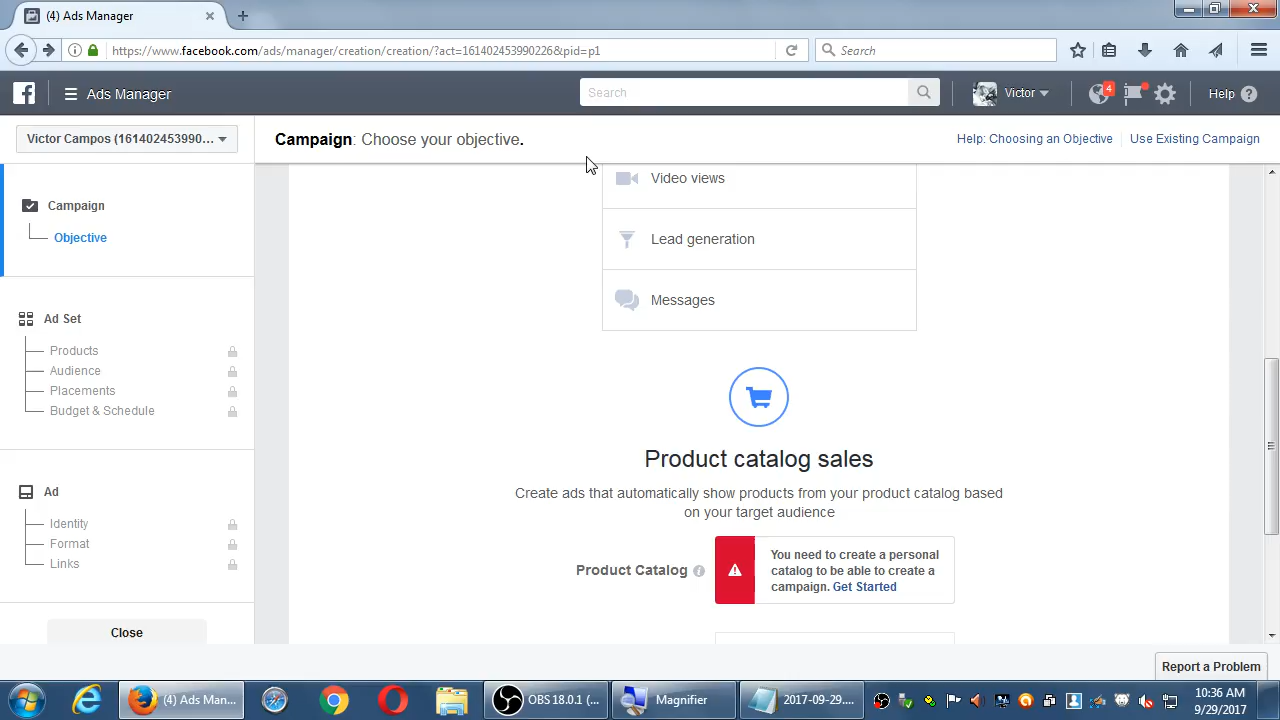 (4) Ads Manager
https://www.facebook.com/ads/manager/creation/creation/?act=1614024539902268&pid=p1
Search
Ads Manager
Search
Victor
4
Help
Victor Campos (161402453990...
Campaign: Choose your objective.
Help: Choosing an Objective
Use Existing Campaign
Campaign
Objective
Ad Set
Products
Audience
Placements
Budget & Schedule
Ad
Identity
Format
Links
Close
Video views
Lead generation
Messages
Product catalog sales
Create ads that automatically show products from your product catalog based
on your target audience
Product Catalog
You need to create a personal
catalog to be able to create a
campaign. Get Started
Report a Problem
(4) Ads Man...
OBS 18.0.1 (...
Magnifier
2017-09-29....
10:36 AM
9/29/2017